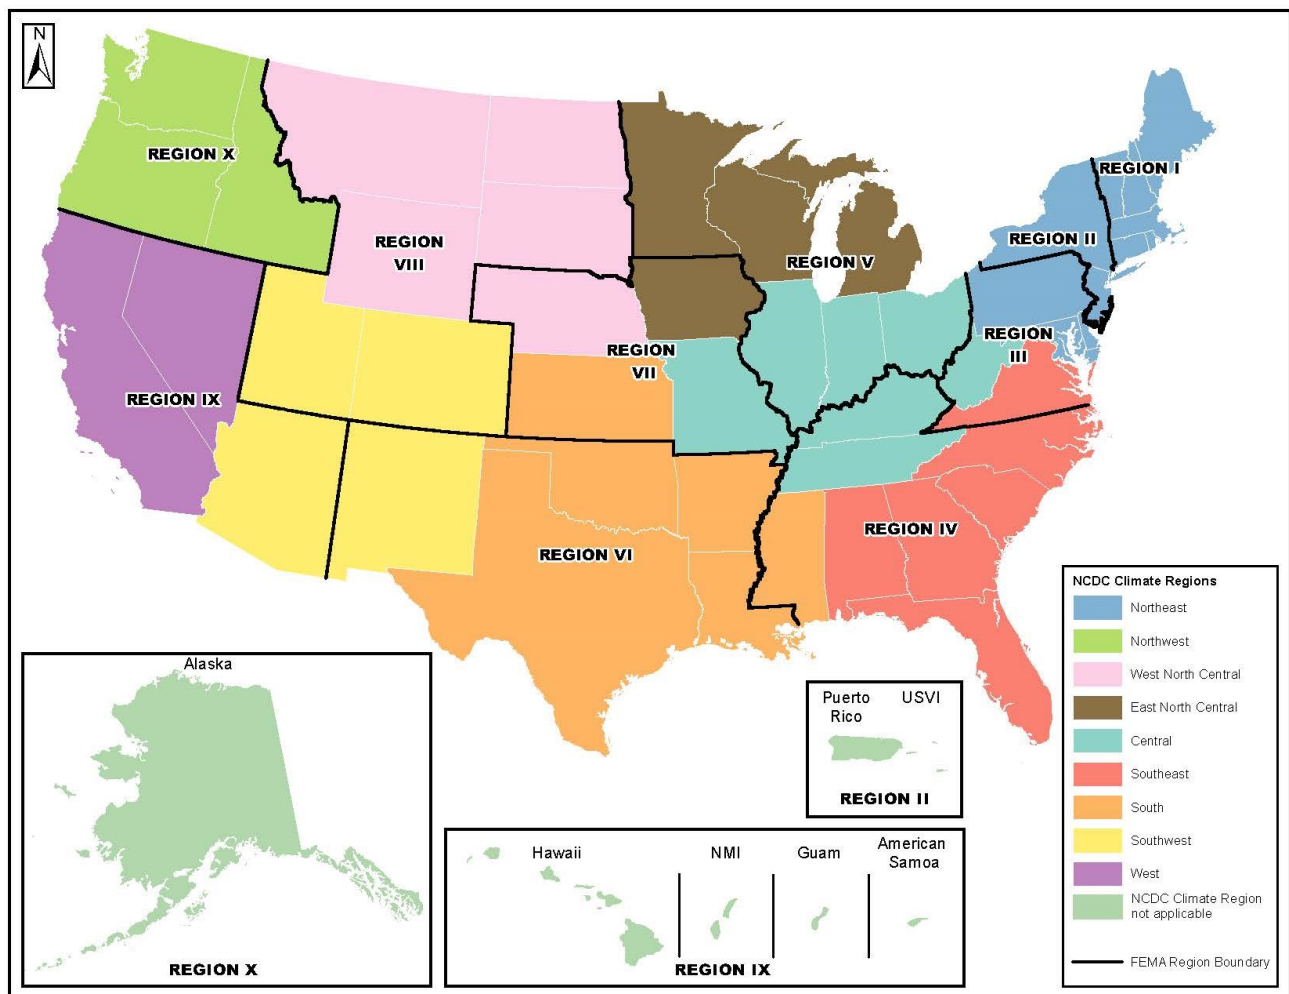 N
REGION X
REGION
VIII
REGION I
REGION II
REGION V
REGION
III
REGION
VII
REGION IX
REGION IV
REGION VI
NCDC Climate Regions
Northeast
Northwest
West North Central
East North Central
Central
Southeast
South
Southwest
West
NCDC Climate Region
not applicable
FEMA Region Boundary
Alaska
REGION X
Puerto
Rico
USVI
REGION II
Hawaii
NMI
Guam
American
Samoa
REGION IX